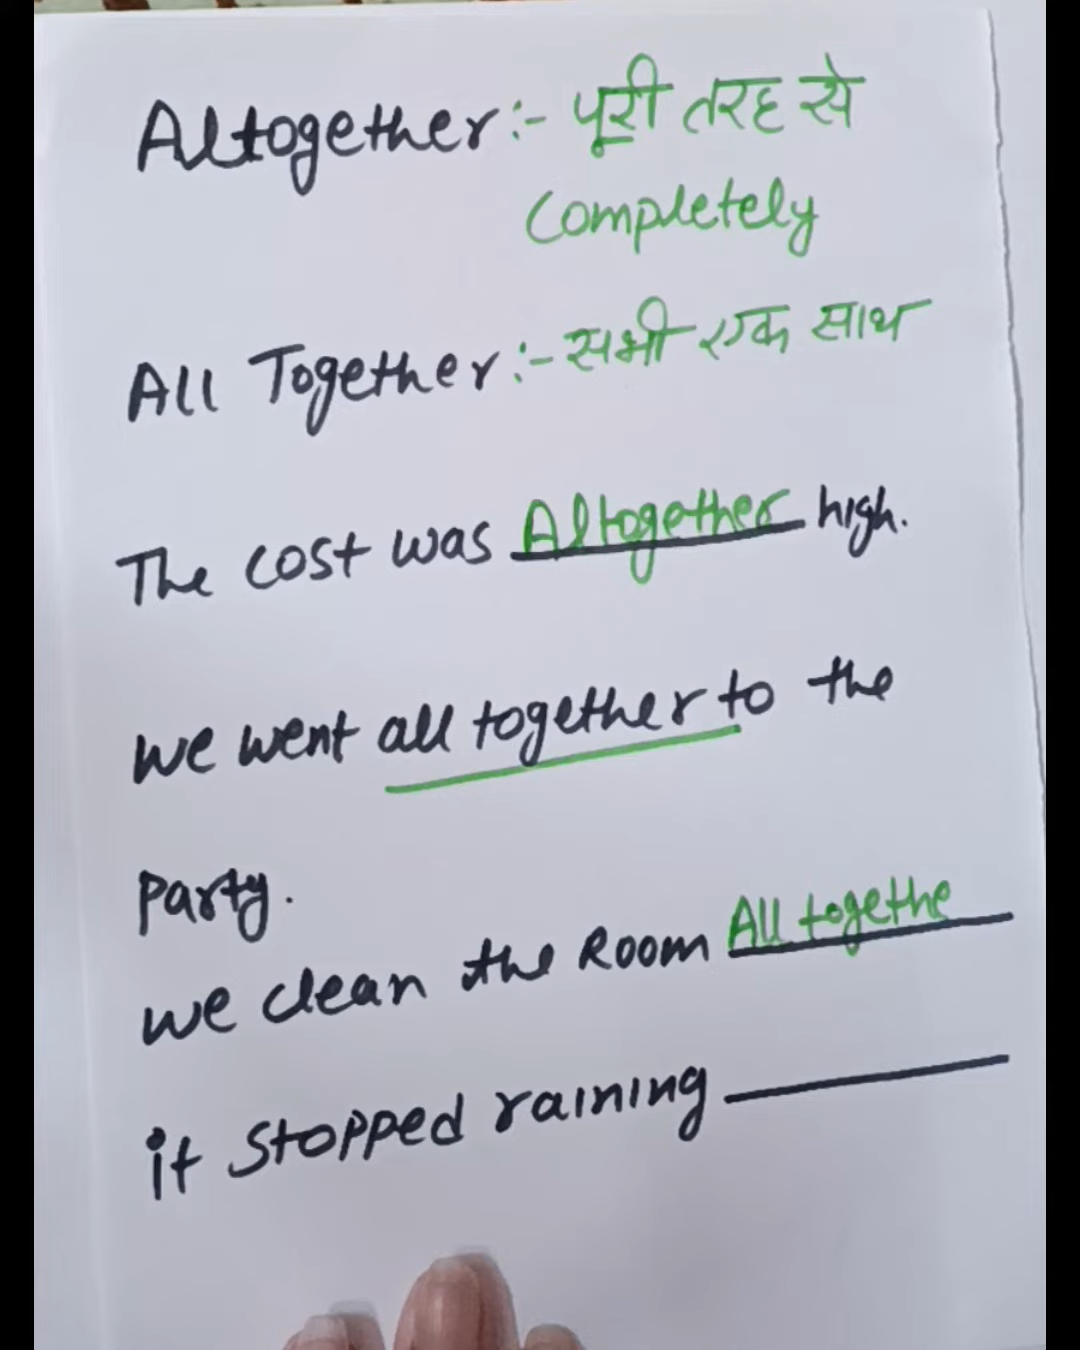 Altogether:- पूरी तरह से
Completely
All Together:- सभी एक साथ
The cost was Altogether high.
we went all together to the
Party.
we clean the Room All togethe
it stopped raining